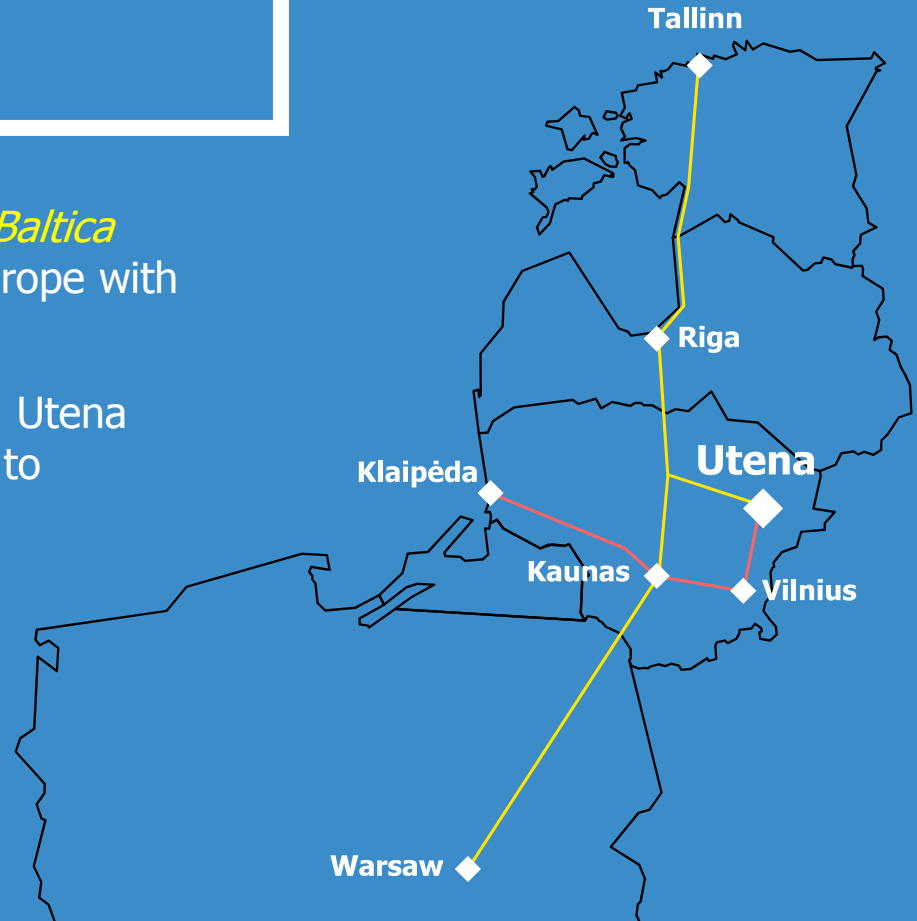 Tallinn
Baltica
rope with
Riga
Utena
to
Utena
Klaipėda
Kaunas
Vilnius
Warsaw